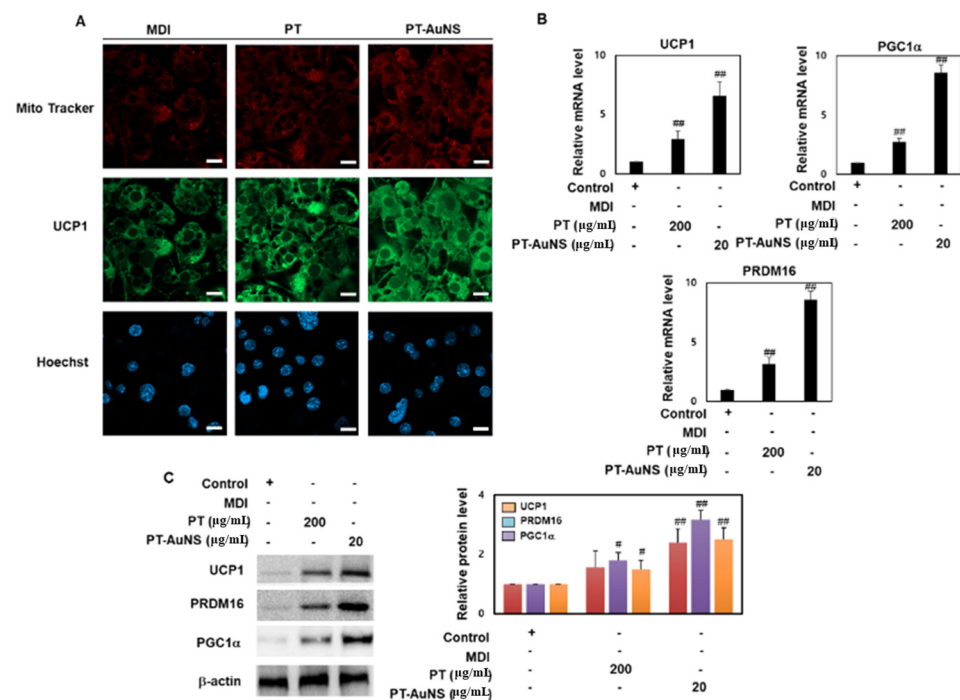 A
MDI PT PT-AuNS
Mito Tracker
UCP1
Hoechst
B
UCP1
Relative mRNA level
10
5
0
## ##
Control + - -
MDI - - -
PT (µg/mL) - 200 -
PT-AuNS (µg/mL) - - 20
PGC1α
Relative mRNA level
10
5
0
## ##
Control + - -
MDI - - -
PT (µg/mL) - 200 -
PT-AuNS (µg/mL) - - 20
PRDM16
Relative mRNA level
10
5
0
## ##
Control + - -
MDI - - -
PT (µg/mL) - 200 -
PT-AuNS (µg/mL) - - 20
C
Control + - -
MDI - - -
PT (µg/mL) - 200 -
PT-AuNS (µg/mL) - - 20
UCP1
PRDM16
PGC1α
β-actin
Relative protein level
4
2
0
UCP1
PRDM16
PGC1α
# # ## ## ##
Control + - -
MDI - - -
PT (µg/mL) - 200 -
PT-AuNS (µg/mL) - - 20